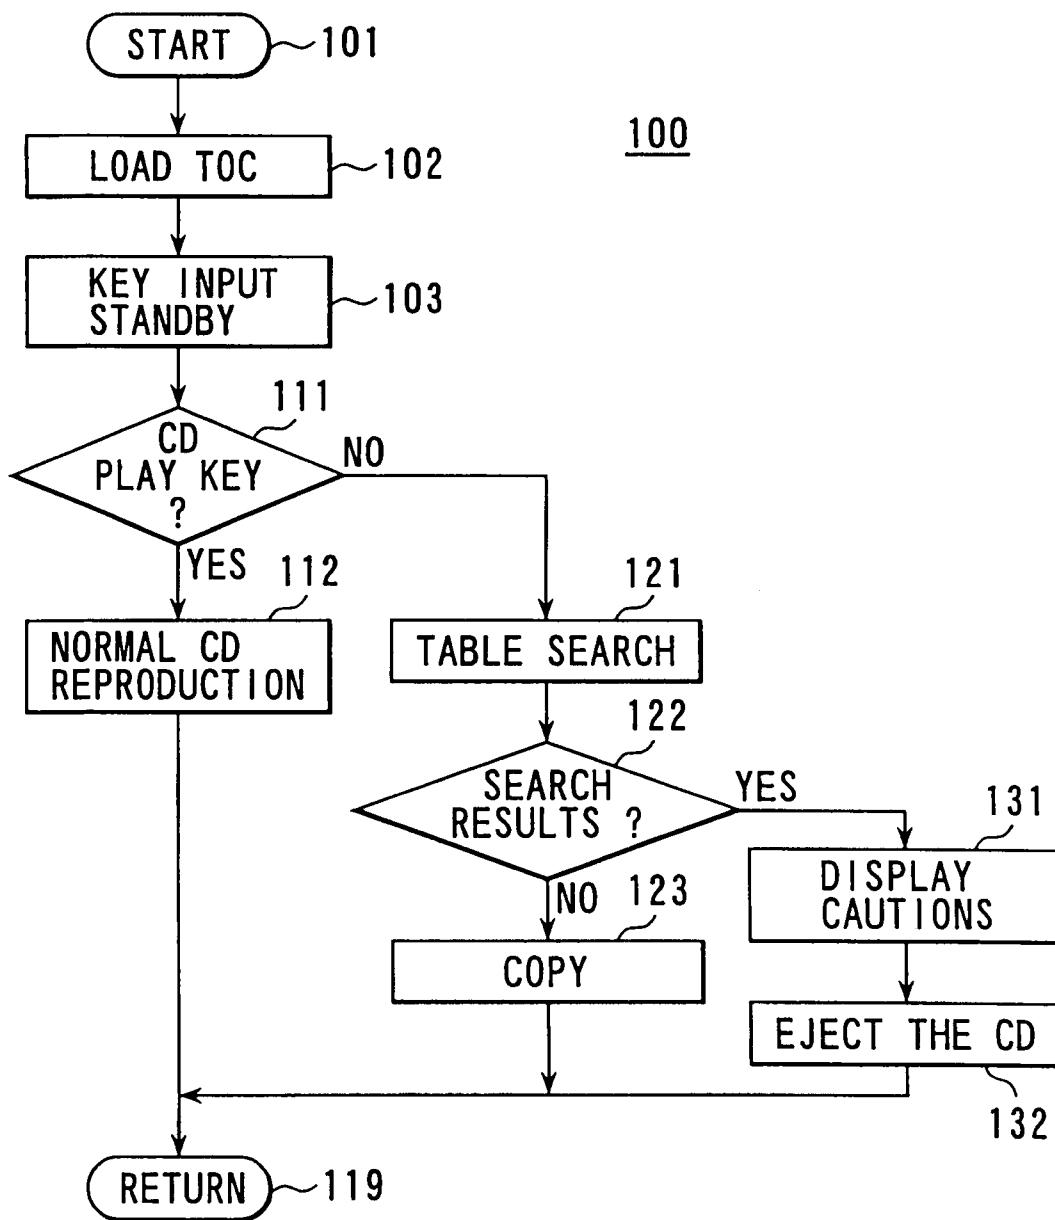 START
101
100
LOAD TOC
102
KEY INPUT
STANDBY
103
111
CD
PLAY KEY
?
NO
YES
112
NORMAL CD
REPRODUCTION
121
TABLE SEARCH
122
SEARCH
RESULTS ?
YES
NO
131
DISPLAY
CAUTIONS
123
COPY
EJECT THE CD
132
RETURN
119